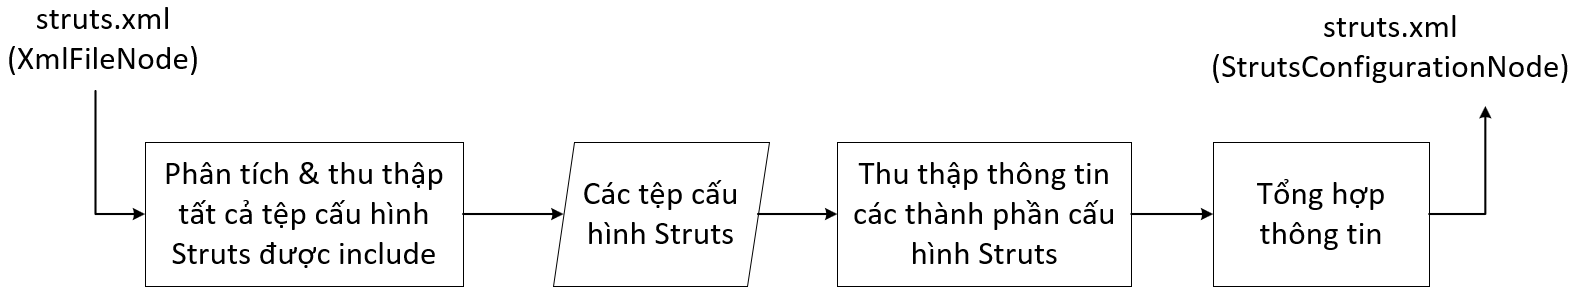 struts.xml
(XmlFileNode)
Phân tích & thu thập
tất cả tệp cấu hình
Struts được include
Các tệp cấu
hình Struts
Thu thập thông tin
các thành phần cấu
hình Struts
Tổng hợp
thông tin
struts.xml
(StrutsConfigurationNode)